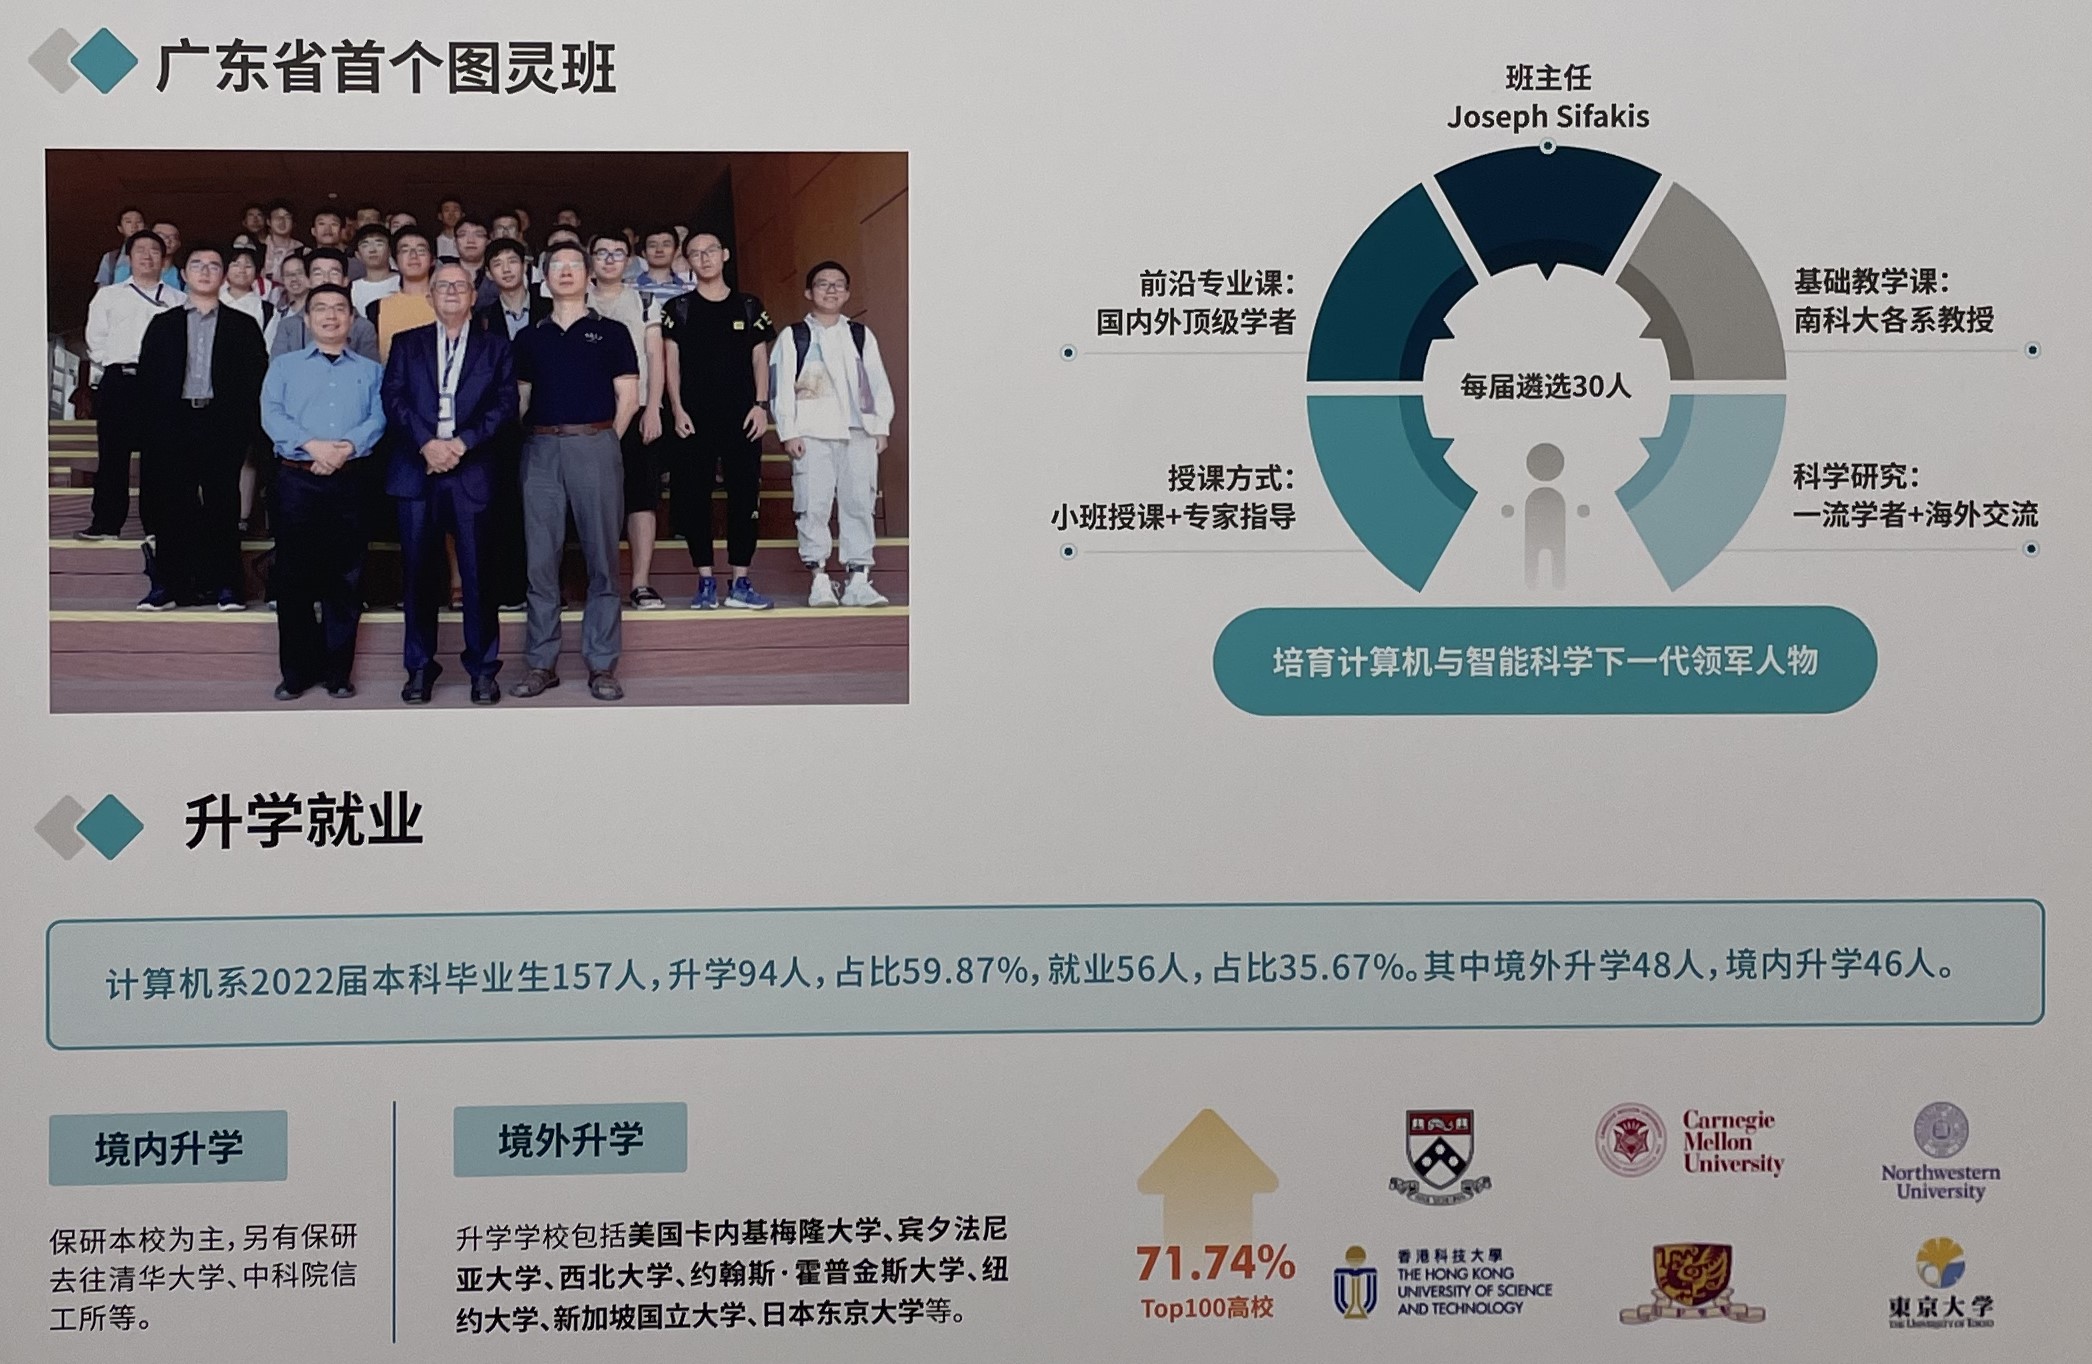 广东省首个图灵班
班主任
Joseph Sifakis
前沿专业课：
国内外顶级学者
基础教学课：
南科大各系教授
每届遴选30人
授课方式：
小班授课+专家指导
科学研究：
一流学者+海外交流
培育计算机与智能科学下一代领军人物
升学就业
计算机系2022届本科毕业生157人，升学94人，占比59.87%，就业56人，占比35.67%。其中境外升学48人，境内升学46人。
境内升学
保研本校为主，另有保研
去往清华大学、中科院信
工所等。
境外升学
升学学校包括美国卡内基梅隆大学、宾夕法尼
亚大学、西北大学、约翰斯·霍普金斯大学、纽
约大学、新加坡国立大学、日本东京大学等。
71.74%
Top100高校
Carnegie
Mellon
University
Northwestern
University
香港科技大學
THE HONG KONG
UNIVERSITY OF SCIENCE
AND TECHNOLOGY
東京大学
THE UNIVERSITY OF TOKYO